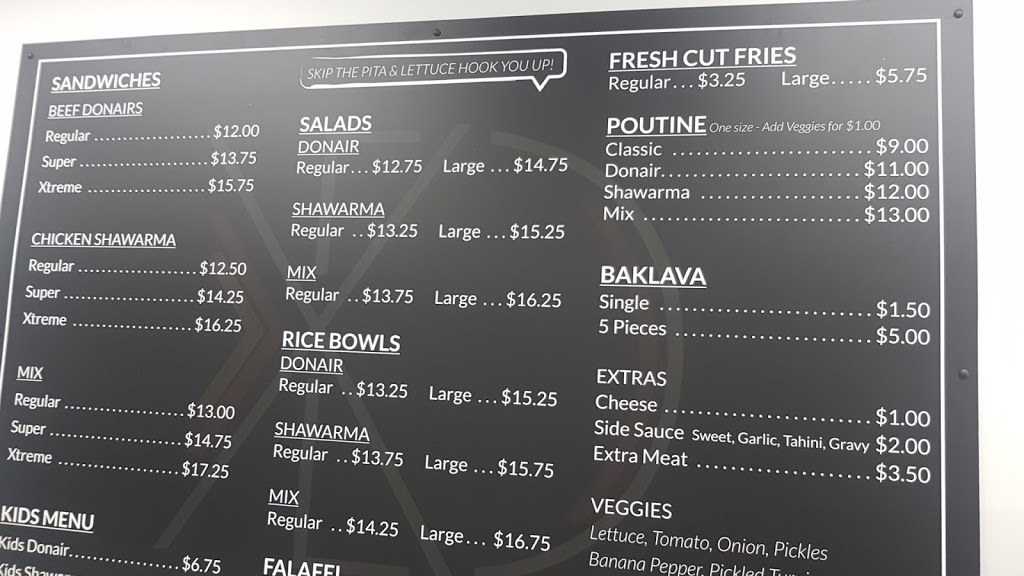 SANDWICHES
BEEF DONAIRS
Regular ........................ $12.00
Super ........................ $13.75
Xtreme ...................... $15.75
CHICKEN SHAWARMA
Regular ...................... $12.50
Super ........................ $14.25
Xtreme ...................... $16.25
MIX
Regular ...................... $13.00
Super ........................ $14.75
Xtreme ...................... $17.25
KIDS MENU
Kids Donair.................... $6.75
Kids
SKIP THE PITA & LETTUCE HOOK YOU UP!
SALADS
DONAIR
Regular... $12.75 Large ... $14.75
SHAWARMA
Regular .. $13.25 Large ... $15.25
MIX
Regular .. $13.75 Large ... $16.25
RICE BOWLS
DONAIR
Regular .. $13.25 Large ... $15.25
SHAWARMA
Regular .. $13.75 Large ... $15.75
MIX
Regular .. $14.25 Large... $16.75
FALAFEL
FRESH CUT FRIES
Regular... $3.25 Large..... $5.75
POUTINE One size - Add Veggies for $1.00
Classic ........................... $9.00
Donair............................ $11.00
Shawarma ..................... $12.00
Mix ............................. $13.00
BAKLAVA
Single ............................ $1.50
5 Pieces ......................... $5.00
EXTRAS
Cheese .......................... $1.00
Side Sauce Sweet, Garlic, Tahini, Gravy $2.00
Extra Meat ..................... $3.50
VEGGIES
Lettuce, Tomato, Onion, Pickles
Banana Pepper, Pickled